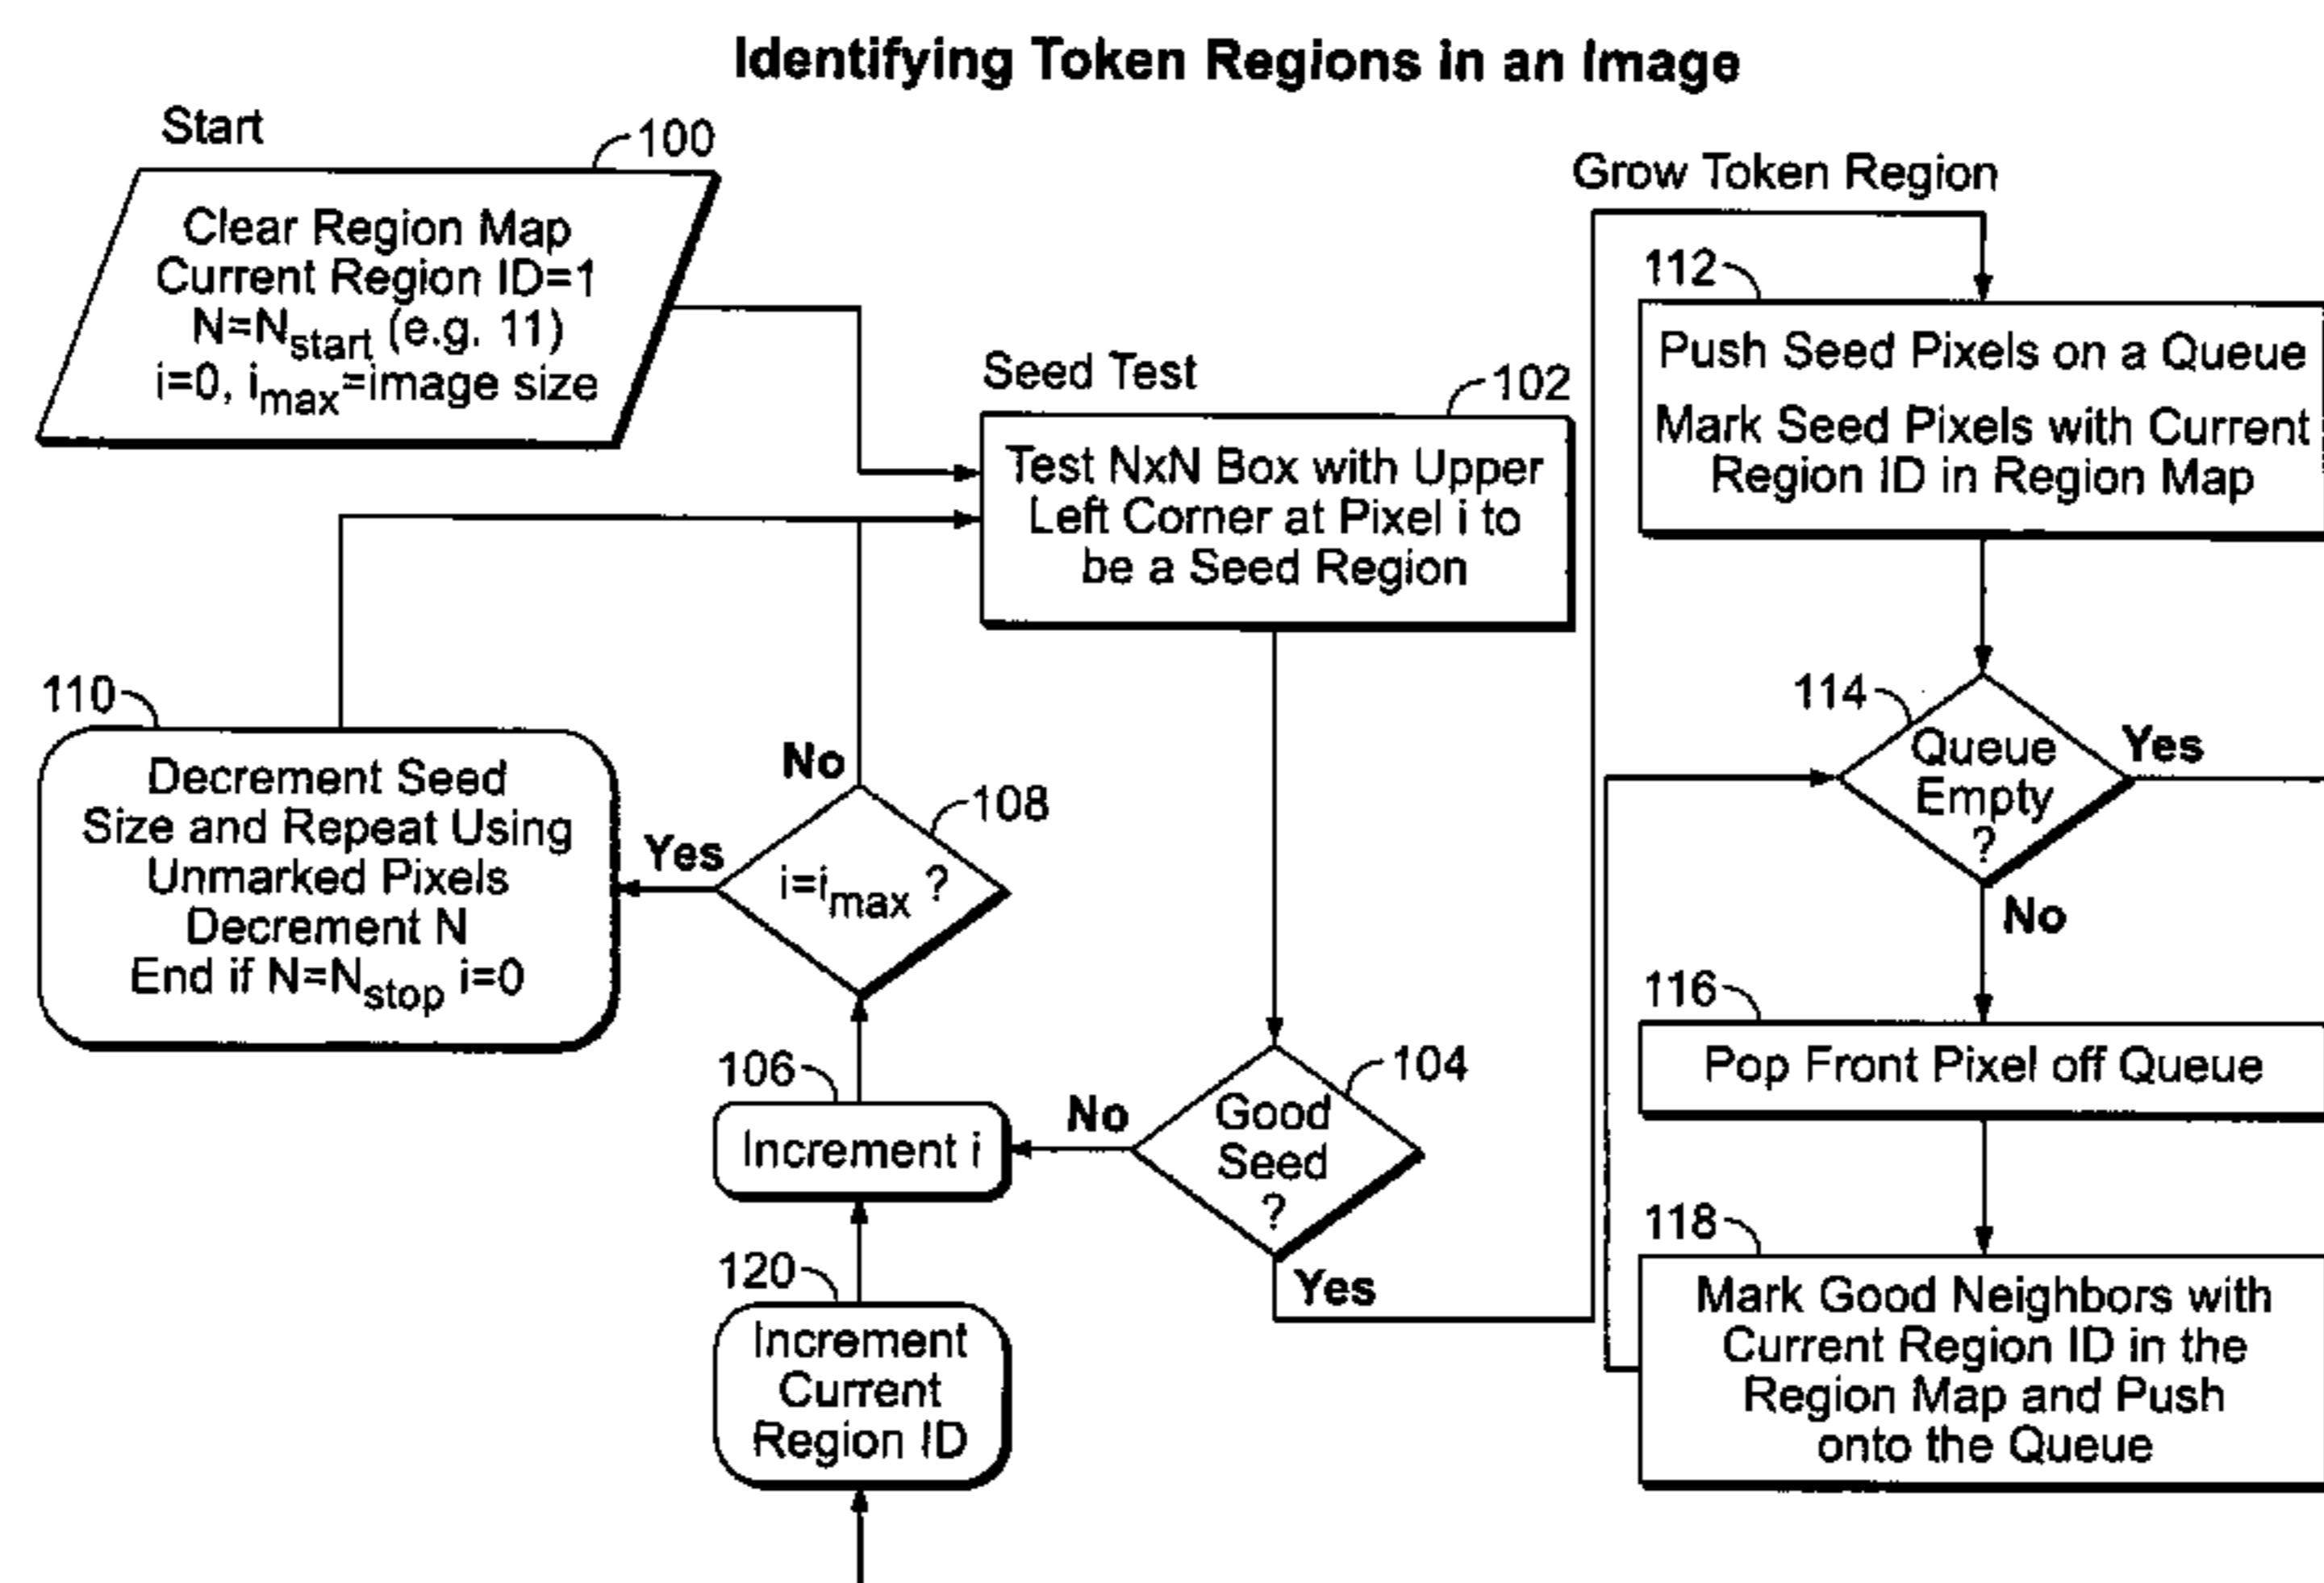 Identifying Token Regions in an Image
Start
100
Clear Region Map
Current Region ID=1
N=Nstart (e.g. 11)
i=0, imax=image size
Seed Test
102
Test NxN Box with Upper
Left Corner at Pixel i to
be a Seed Region
110
Decrement Seed
Size and Repeat Using
Unmarked Pixels
Decrement N
End if N=Nstop i=0
No
108
Yes
i=imax ?
106
Increment i
No
104
Good
Seed
?
Yes
120
Increment
Current
Region ID
Grow Token Region
112
Push Seed Pixels on a Queue
Mark Seed Pixels with Current
Region ID in Region Map
114
Queue
Empty
?
Yes
No
116
Pop Front Pixel off Queue
118
Mark Good Neighbors with
Current Region ID in the
Region Map and Push
onto the Queue